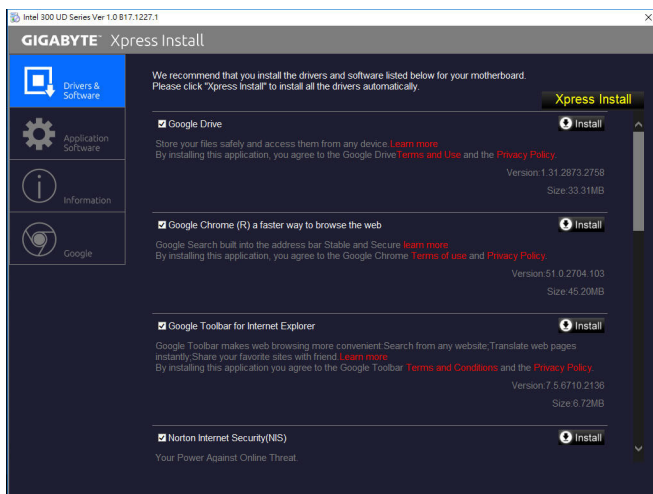 Intel 300 UD Series Ver 1.0 B17.1227.1
GIGABYTE™ Xpress Install
Drivers &
Software
Application
Software
Information
Google
We recommend that you install the drivers and software listed below for your motherboard.
Please click "Xpress Install" to install all the drivers automatically.
Xpress Install
Google Drive
Install
Store your files safely and access them from any device.Learn more
By installing this application, you agree to the Google DriveTerms and Use and the Privacy Policy.
Version:1.31.2873.2758
Size:33.31MB
Google Chrome (R) a faster way to browse the web
Install
Google Search built into the address bar Stable and Secure learn more
By installing this application, you agree to the Google Chrome Terms of use and Privacy Policy.
Version:51.0.2704.103
Size:45.20MB
Google Toolbar for Internet Explorer
Install
Google Toolbar makes web browsing more convenient:Search from any website;Translate web pages
instantly;Share your favorite sites with friend.Learn more
By installing this application you agree to the Google Toolbar Terms and Conditions and the Privacy Policy.
Version:7.5.6710.2136
Size:6.72MB
Norton Internet Security(NIS)
Install
Your Power Against Online Threat.